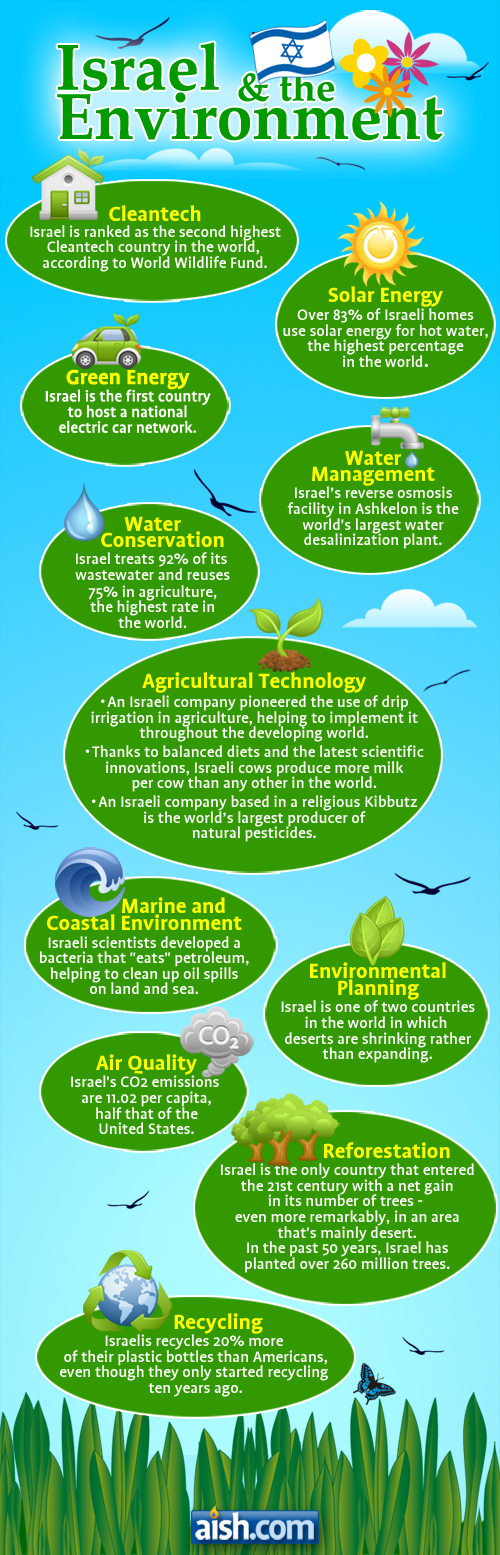 Israel
& the
Environment
Cleantech
Israel is ranked as the second highest
Cleantech country in the world,
according to World Wildlife Fund.
Solar Energy
Over 83% of Israeli homes
use solar energy for hot water,
the highest percentage
in the world.
Green Energy
Israel is the first country
to host a national
electric car network.
Water
Management
Israel's reverse osmosis
facility in Ashkelon is the
world's largest water
desalinization plant.
Water
Conservation
Israel treats 92% of its
wastewater and reuses
75% in agriculture,
the highest rate in
the world.
Agricultural Technology
• An Israeli company pioneered the use of drip
irrigation in agriculture, helping to implement it
throughout the developing world.
• Thanks to balanced diets and the latest scientific
innovations, Israeli cows produce more milk
per cow than any other in the world.
• An Israeli company based in a religious Kibbutz
is the world's largest producer of
natural pesticides.
Marine and
Coastal Environment
Israeli scientists developed a
bacteria that "eats" petroleum,
helping to clean up oil spills
on land and sea.
Environmental
Planning
Israel is one of two countries
in the world in which
deserts are shrinking rather
than expanding.
CO2
Air Quality
Israel's CO2 emissions
are 11.02 per capita,
half that of the
United States.
Reforestation
Israel is the only country that entered
the 21st century with a net gain
in its number of trees -
even more remarkably, in an area
that's mainly desert.
In the past 50 years, Israel has
planted over 260 million trees.
Recycling
Israelis recycles 20% more
of their plastic bottles than Americans,
even though they only started recycling
ten years ago.
aish.com